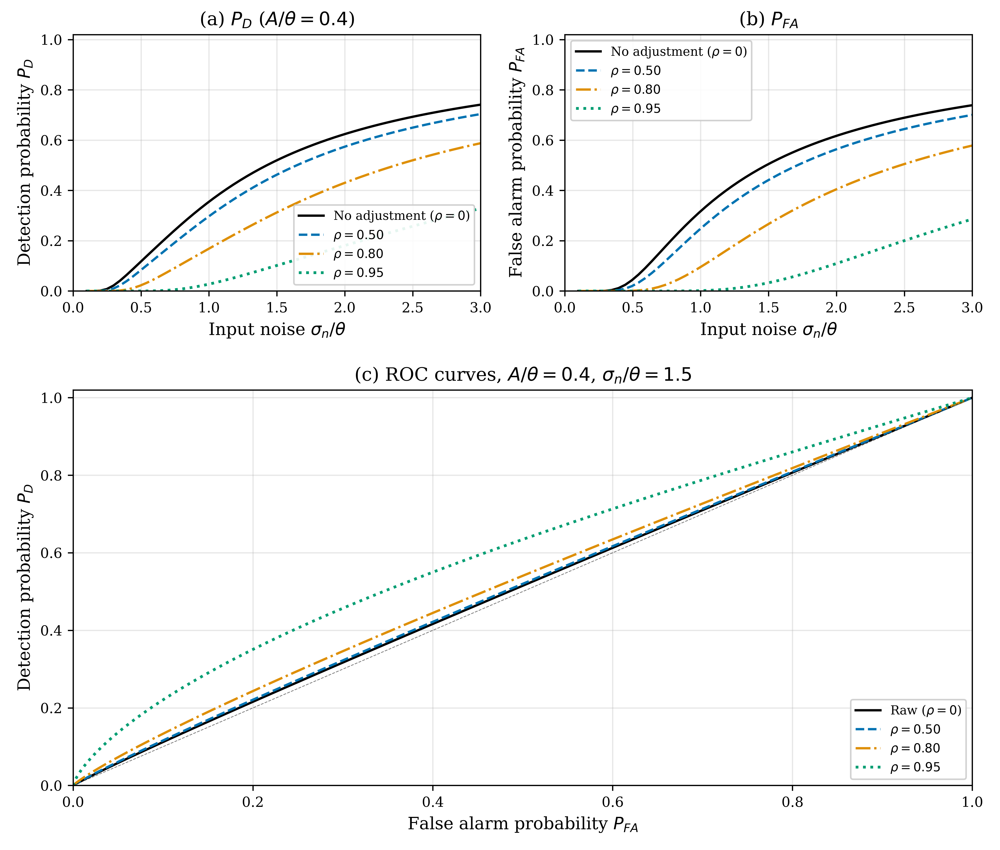 (a) P_D (A/θ = 0.4)
Detection probability P_D
1.0
0.8
0.6
0.4
0.2
0.0
0.0 0.5 1.0 1.5 2.0 2.5 3.0
Input noise σ_n/θ
No adjustment (ρ = 0)
ρ = 0.50
ρ = 0.80
ρ = 0.95
(b) P_FA
False alarm probability P_FA
1.0
0.8
0.6
0.4
0.2
0.0
0.0 0.5 1.0 1.5 2.0 2.5 3.0
Input noise σ_n/θ
No adjustment (ρ = 0)
ρ = 0.50
ρ = 0.80
ρ = 0.95
(c) ROC curves, A/θ = 0.4, σ_n/θ = 1.5
Detection probability P_D
1.0
0.8
0.6
0.4
0.2
0.0
0.0 0.2 0.4 0.6 0.8 1.0
False alarm probability P_FA
Raw (ρ = 0)
ρ = 0.50
ρ = 0.80
ρ = 0.95